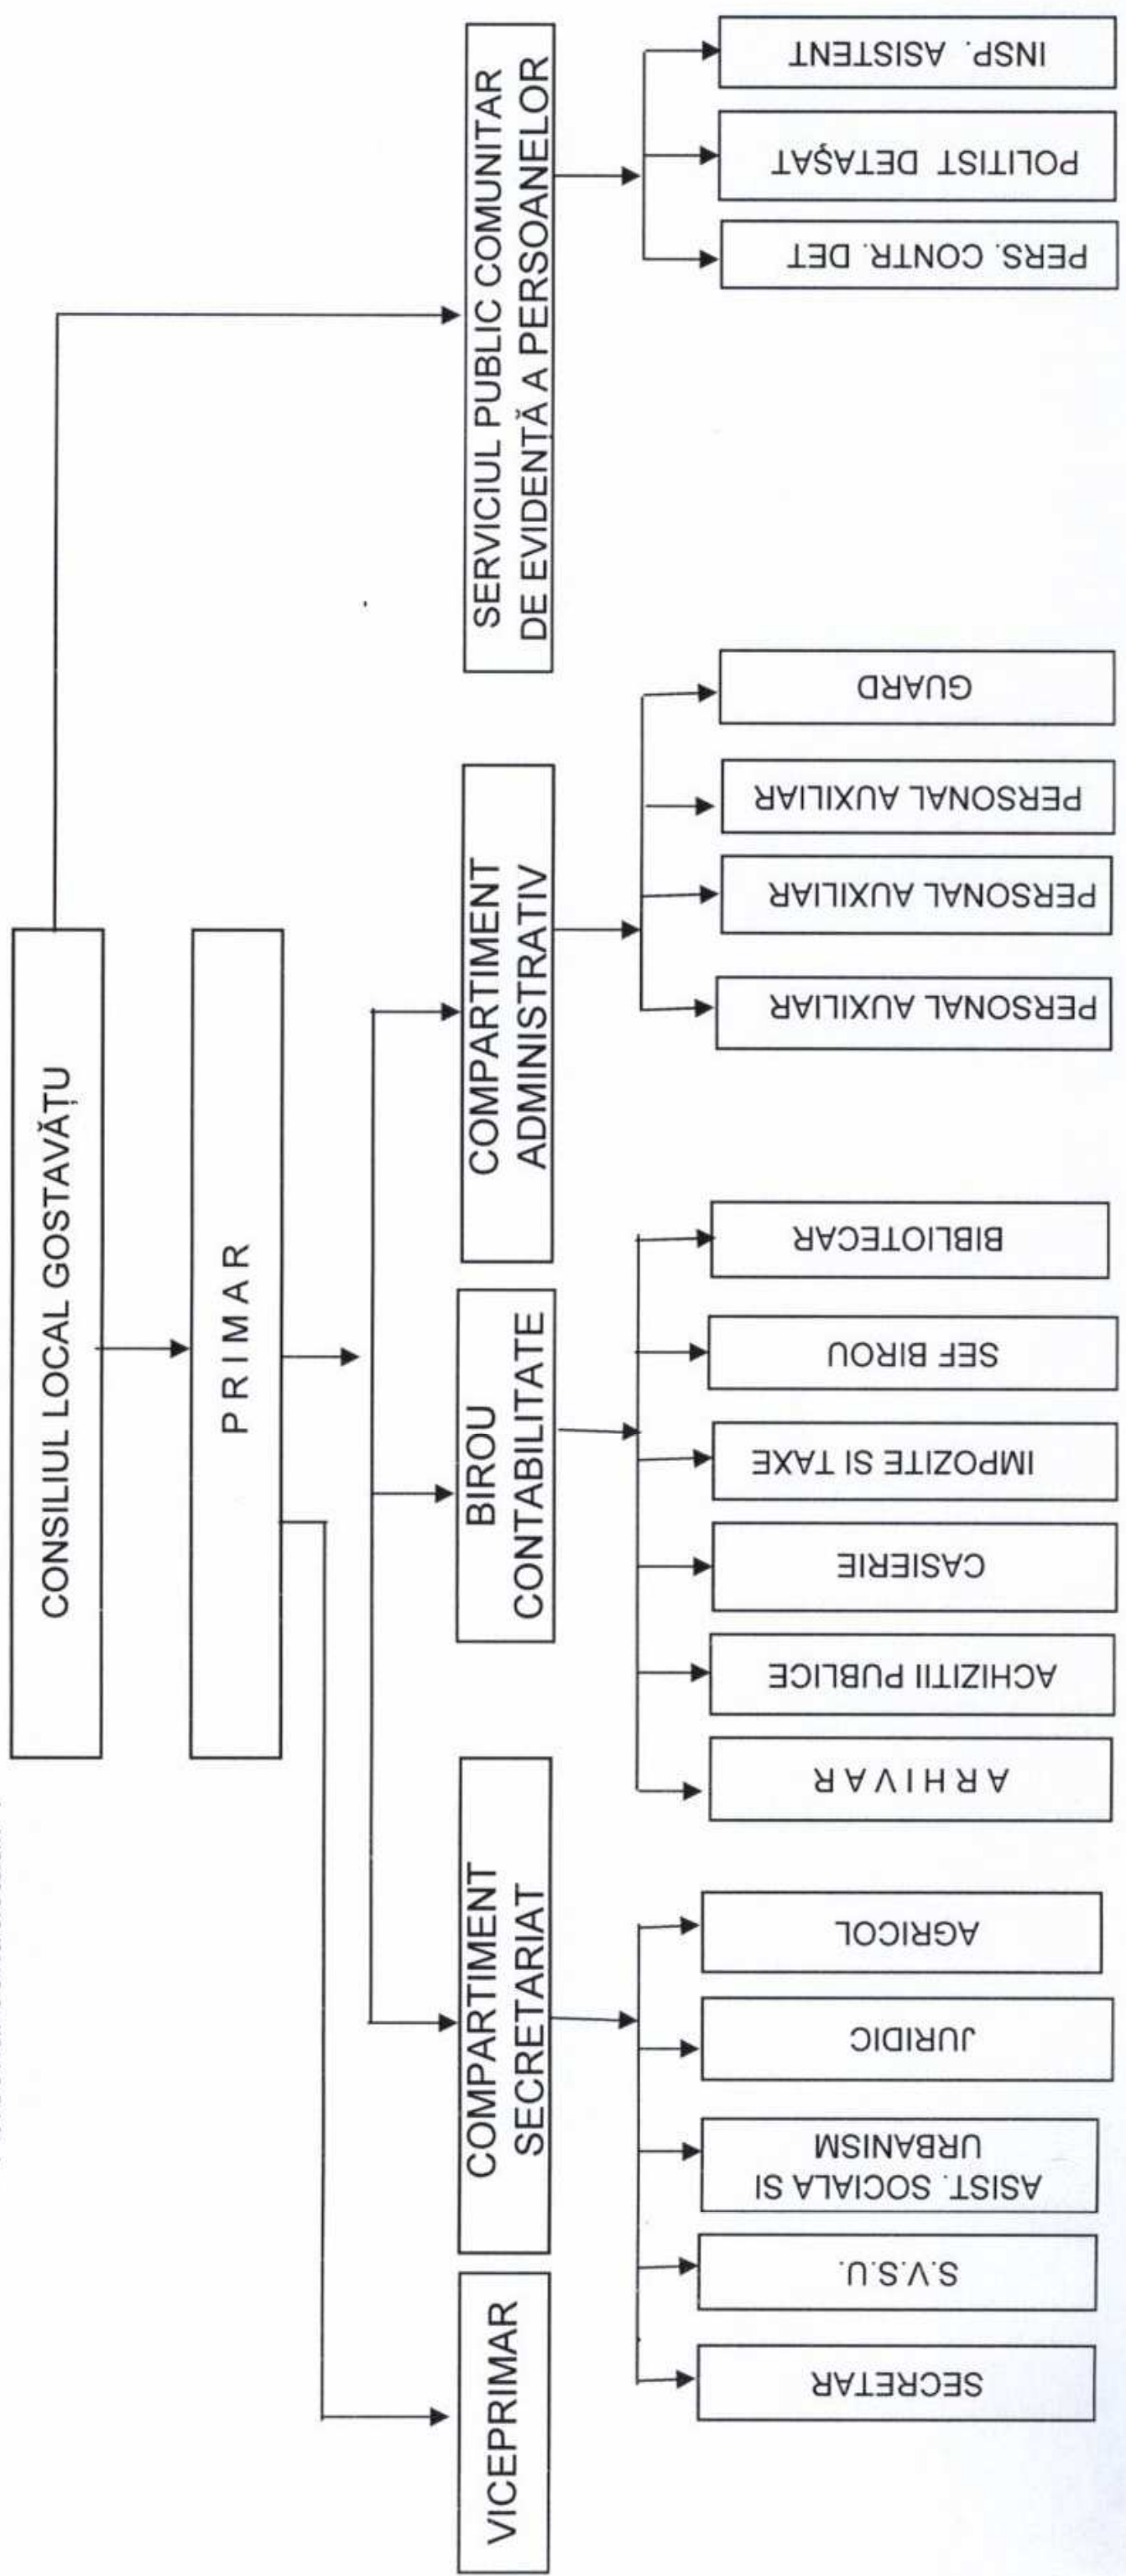 CONSILIUL LOCAL GOSTAVĂȚU
P R I M A R
VICEPRIMAR
COMPARTIMENT
SECRETARIAT
BIROU
CONTABILITATE
COMPARTIMENT
ADMINISTRATIV
SERVICIUL PUBLIC COMUNITAR
DE EVIDENȚĂ A PERSOANELOR
SECRETAR
S.V.S.U.
ASIST. SOCIALA SI
URBANISM
JURIDIC
AGRICOL
A R H I V A R
ACHIZITII PUBLICE
CASIERIE
IMPOZITE SI TAXE
SEF BIROU
BIBLIOTECAR
PERSONAL AUXILIAR
PERSONAL AUXILIAR
PERSONAL AUXILIAR
GUARD
PERS. CONTR. DET
POLITIST DETAŞAT
INSP. ASISTENT